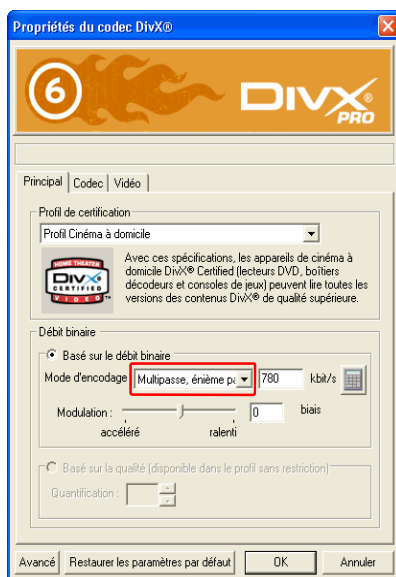 Propriétés du codec DivX®
6 DIVX® PRO
Principal Codec Vidéo
Profil de certification
Profil Cinéma à domicile
HOME THEATER
DIVX
CERTIFIED
VIDEO
Avec ces spécifications, les appareils de cinéma à
domicile DivX® Certified (lecteurs DVD, boîtiers
décodeurs et consoles de jeux) peuvent lire toutes les
versions des contenus DivX® de qualité supérieure.
Débit binaire
Basé sur le débit binaire
Mode d'encodage Multipasse, énième pa 780 kbit/s
Modulation : 0 biais
accéléré ralenti
Basé sur la qualité (disponible dans le profil sans restriction)
Quantification :
Avancé Restaurer les paramètres par défaut OK Annuler